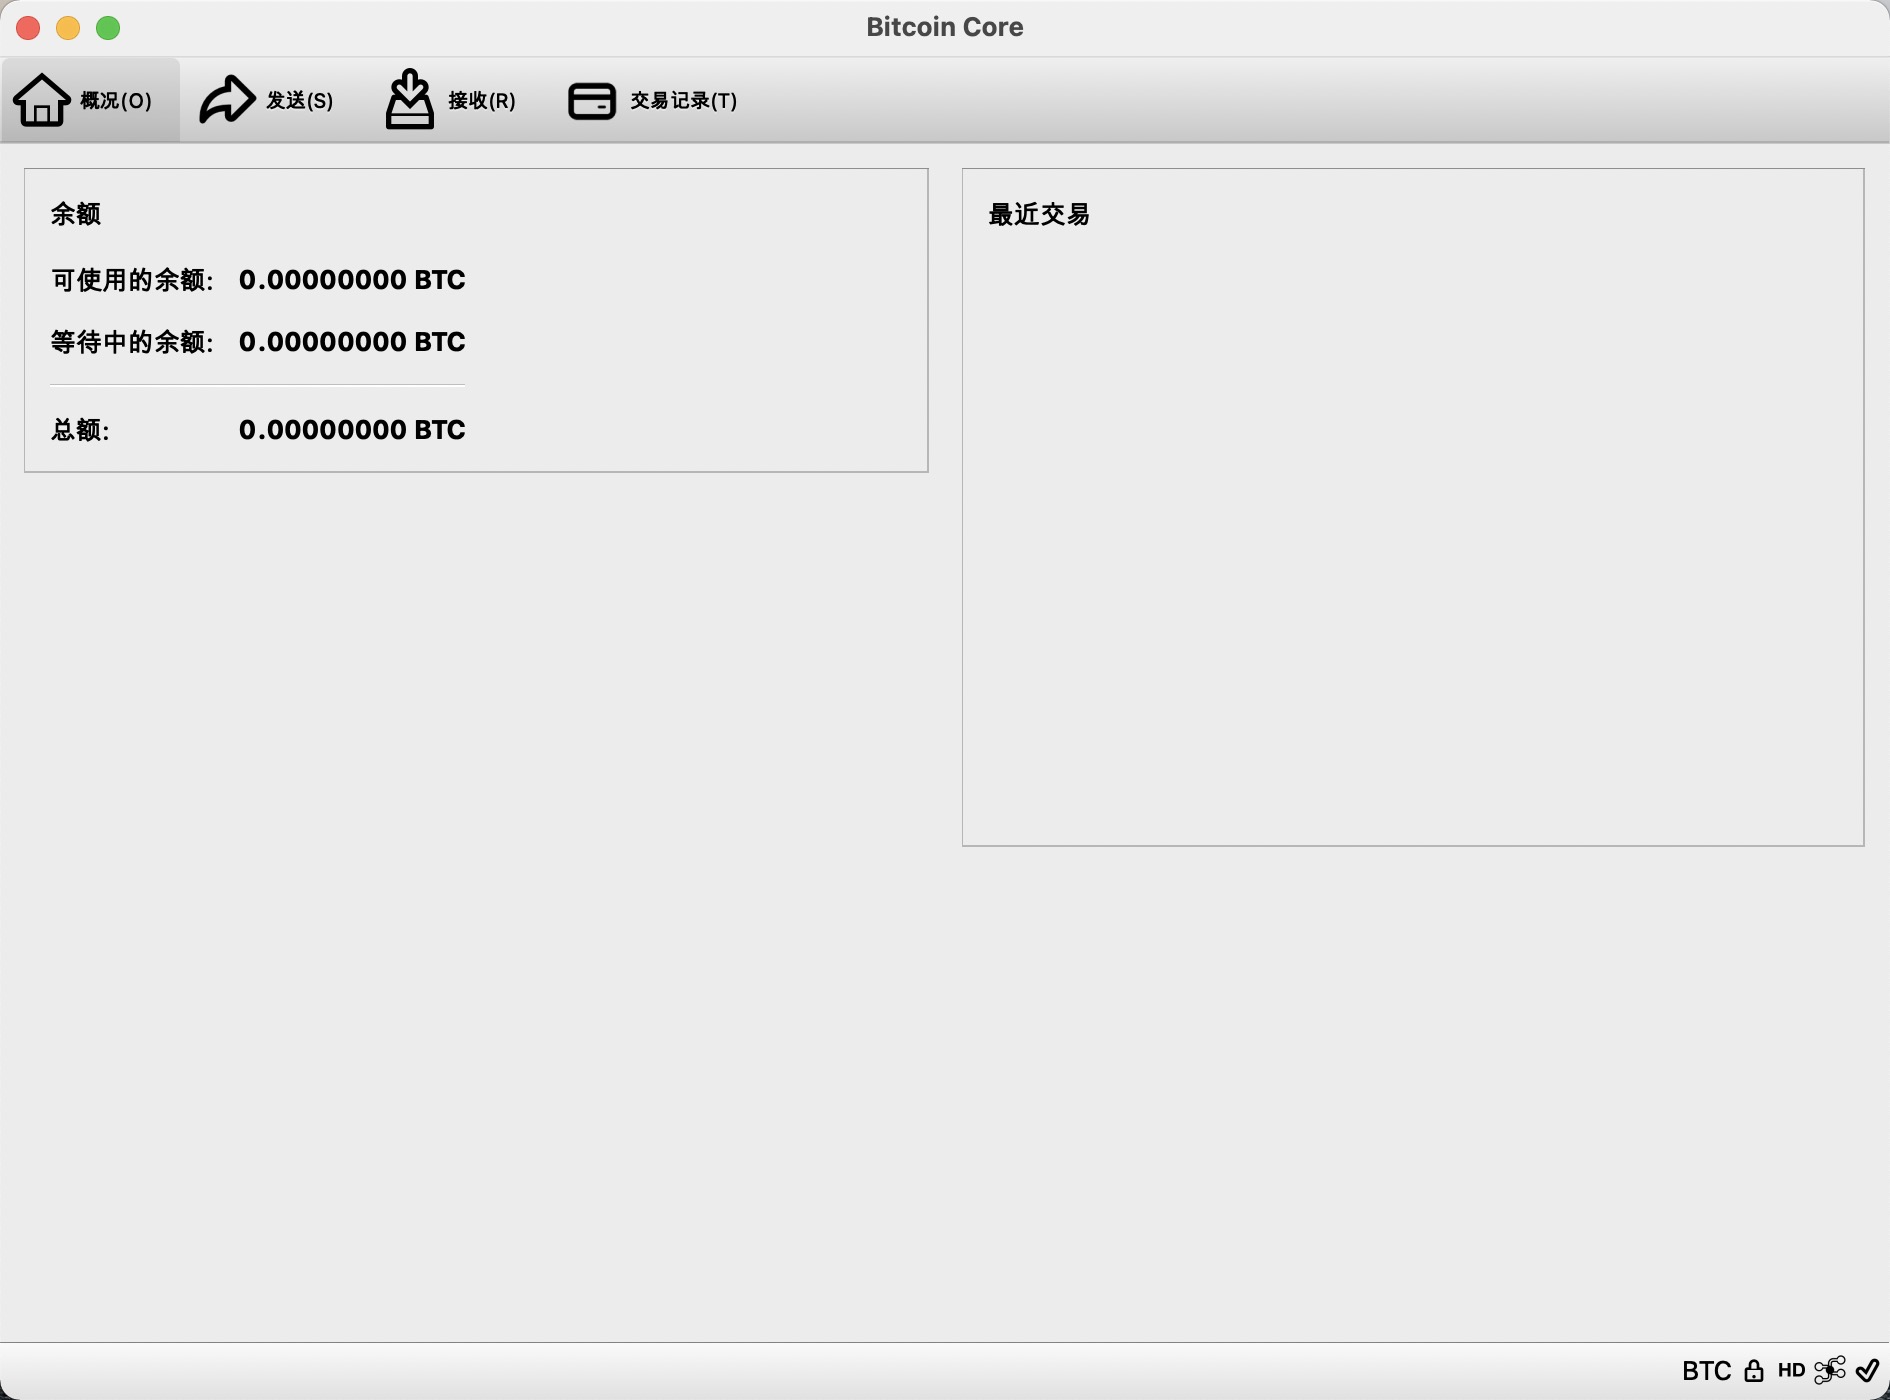 Bitcoin Core
概况(O) 发送(S) 接收(R) 交易记录(T)
余额
可使用的余额: 0.00000000 BTC
等待中的余额: 0.00000000 BTC
总额: 0.00000000 BTC
最近交易
BTC HD